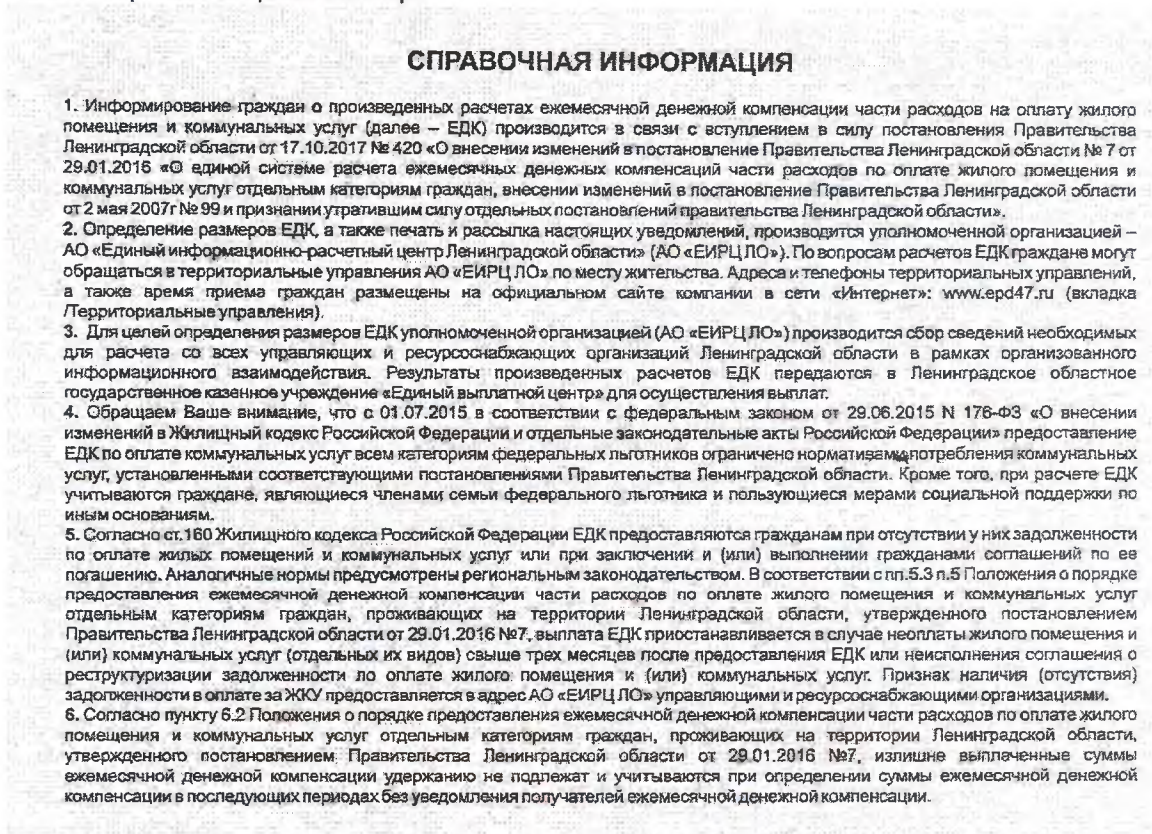 СПРАВОЧНАЯ ИНФОРМАЦИЯ
1. Информирование граждан о произведенных расчетах ежемесячной денежной компенсации части расходов на оплату жилого
помещения и коммунальных услуг (далее – ЕДК) производится в связи с вступлением в силу постановления Правительства
Ленинградской области от 17.10.2017 № 420 «О внесении изменений в постановление Правительства Ленинградской области № 7 от
29.01.2016 «О единой системе расчета ежемесячных денежных компенсаций части расходов по оплате жилого помещения и
коммунальных услуг отдельным категориям граждан, внесении изменений в постановление Правительства Ленинградской области
от 2 мая 2007г № 99 и признании утратившим силу отдельных постановлений правительства Ленинградской области».
2. Определение размеров ЕДК, а также печать и рассылка настоящих уведомлений, производится уполномоченной организацией –
АО «Единый информационно-расчетный центр Ленинградской области» (АО «ЕИРЦ ЛО»). По вопросам расчетов ЕДК граждане могут
обращаться в территориальные управления АО «ЕИРЦ ЛО» по месту жительства. Адреса и телефоны территориальных управлений,
а также время приема граждан размещены на официальном сайте компании в сети «Интернет»: www.epd47.ru (вкладка
/Территориальные управления).
3. Для целей определения размеров ЕДК уполномоченной организацией (АО «ЕИРЦ ЛО») производится сбор сведений необходимых
для расчета со всех управляющих и ресурсоснабжающих организаций Ленинградской области в рамках организованного
информационного взаимодействия. Результаты произведенных расчетов ЕДК передаются в Ленинградское областное
государственное казенное учреждение «Единый выплатной центр» для осуществления выплат.
4. Обращаем Ваше внимание, что с 01.07.2015 в соответствии с федеральным законом от 29.06.2015 N 176-ФЗ «О внесении
изменений в Жилищный кодекс Российской Федерации и отдельные законодательные акты Российской Федерации» предоставление
ЕДК по оплате коммунальных услуг всем категориям федеральных льготников ограничено нормативами потребления коммунальных
услуг, установленными соответствующими постановлениями Правительства Ленинградской области. Кроме того, при расчете ЕДК
учитываются граждане, являющиеся членами семьи федерального льготника и пользующиеся мерами социальной поддержки по
иным основаниям.
5. Согласно ст.160 Жилищного кодекса Российской Федерации ЕДК предоставляются гражданам при отсутствии у них задолженности
по оплате жилых помещений и коммунальных услуг или при заключении и (или) выполнении гражданами соглашений по ее
погашению. Аналогичные нормы предусмотрены региональным законодательством. В соответствии с пп.5.3 п.5 Положения о порядке
предоставления ежемесячной денежной компенсации части расходов по оплате жилого помещения и коммунальных услуг
отдельным категориям граждан, проживающих на территории Ленинградской области, утвержденного постановлением
Правительства Ленинградской области от 29.01.2016 №7, выплата ЕДК приостанавливается в случае неоплаты жилого помещения и
(или) коммунальных услуг (отдельных их видов) свыше трех месяцев после предоставления ЕДК или неисполнения соглашения о
реструктуризации задолженности по оплате жилого помещения и (или) коммунальных услуг. Признак наличия (отсутствия)
задолженности в оплате за ЖКУ предоставляется в адрес АО «ЕИРЦ ЛО» управляющими и ресурсоснабжающими организациями.
6. Согласно пункту 6.2 Положения о порядке предоставления ежемесячной денежной компенсации части расходов по оплате жилого
помещения и коммунальных услуг отдельным категориям граждан, проживающих на территории Ленинградской области,
утвержденного постановлением Правительства Ленинградской области от 29.01.2016 №7, излишне выплаченные суммы
ежемесячной денежной компенсации удержанию не подлежат и учитываются при определении суммы ежемесячной денежной
компенсации в последующих периодах без уведомления получателей ежемесячной денежной компенсации.